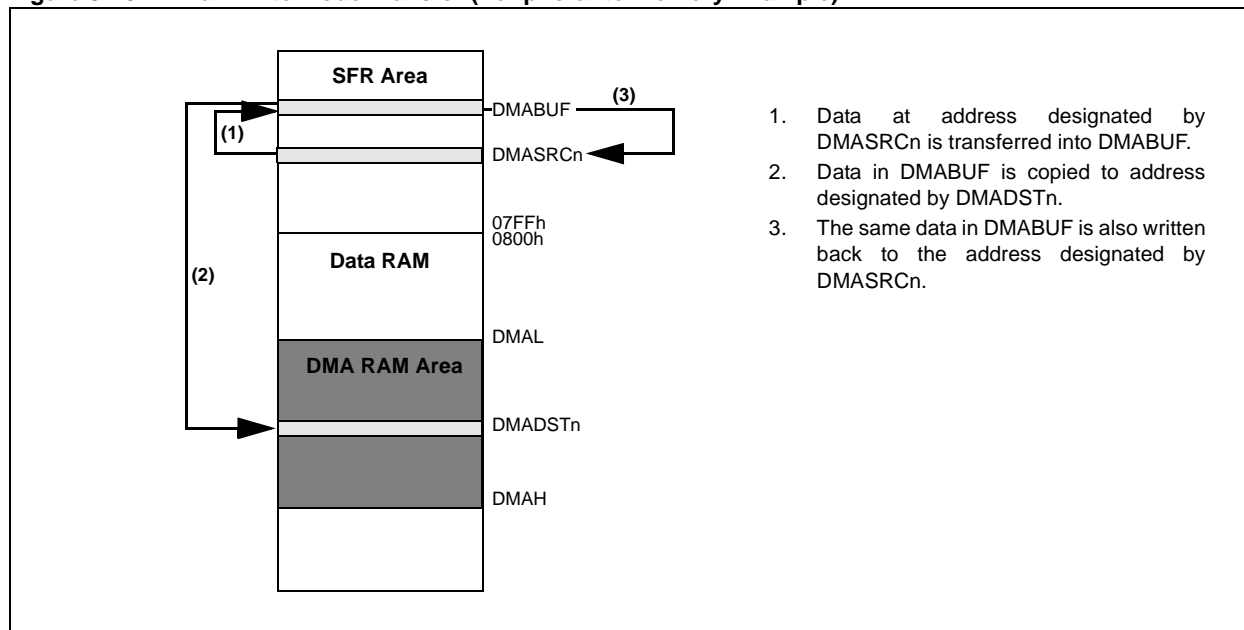 SFR Area
DMABUF
(3)
(1)
DMASRCn
07FFh
0800h
Data RAM
(2)
DMAL
DMA RAM Area
DMADSTn
DMAH
1. Data at address designated by
DMASRCn is transferred into DMABUF.
2. Data in DMABUF is copied to address
designated by DMADSTn.
3. The same data in DMABUF is also written
back to the address designated by
DMASRCn.